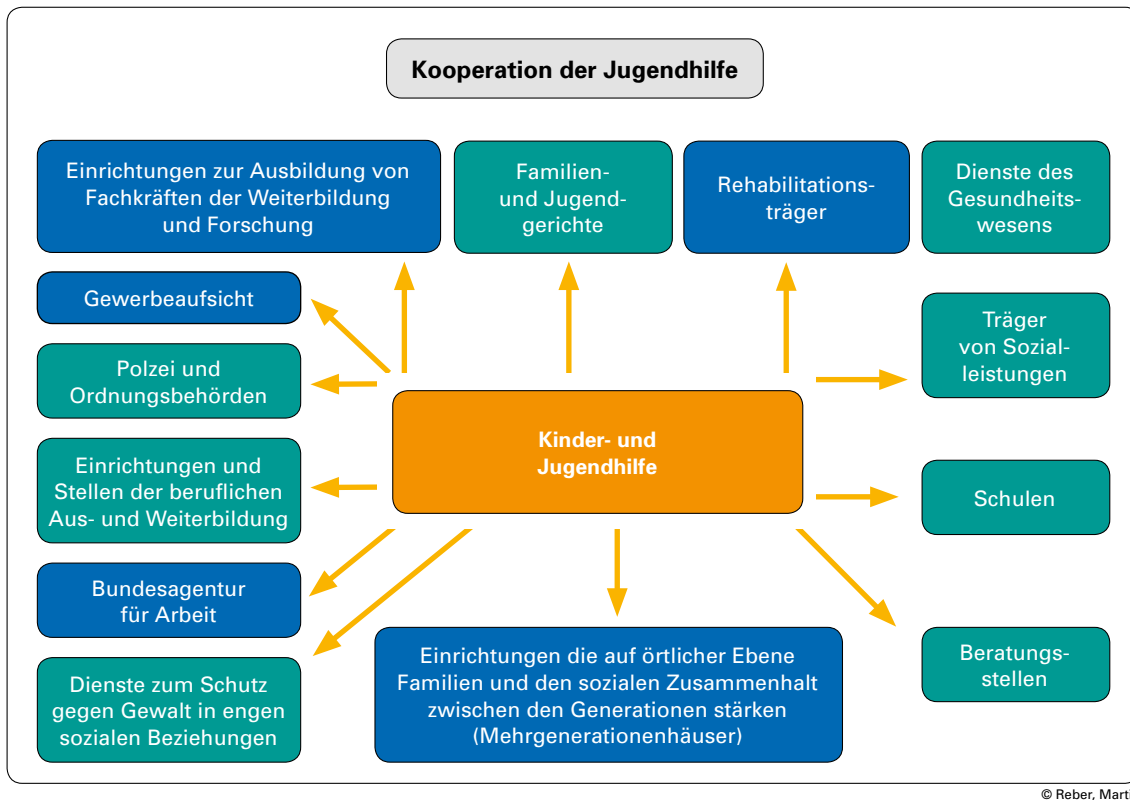 Kooperation der Jugendhilfe
Einrichtungen zur Ausbildung von
Fachkräften der Weiterbildung
und Forschung
Familien-
und Jugend-
gerichte
Rehabilitations-
träger
Dienste des
Gesundheits-
wesens
Gewerbeaufsicht
Träger
von Sozial-
leistungen
Polzei und
Ordnungsbehörden
Kinder- und
Jugendhilfe
Einrichtungen und
Stellen der beruflichen
Aus- und Weiterbildung
Schulen
Bundesagentur
für Arbeit
Einrichtungen die auf örtlicher Ebene
Familien und den sozialen Zusammenhalt
zwischen den Generationen stärken
(Mehrgenerationenhäuser)
Beratungs-
stellen
Dienste zum Schutz
gegen Gewalt in engen
sozialen Beziehungen
© Reber, Marti